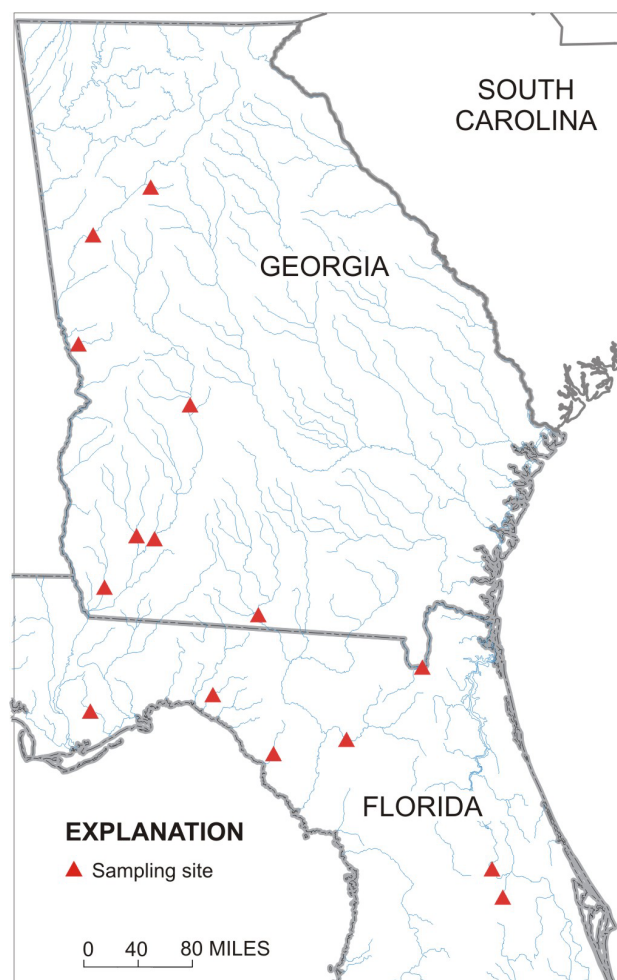 SOUTH
CAROLINA
GEORGIA
FLORIDA
EXPLANATION
Sampling site
0 40 80 MILES